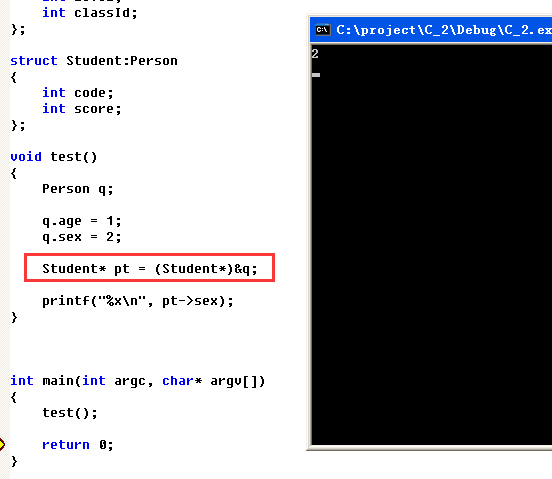 int classId;
};
struct Student:Person
{
int code;
int score;
};
void test()
{
Person q;
q.age = 1;
q.sex = 2;
Student* pt = (Student*)&q;
printf("%x\n", pt->sex);
}
int main(int argc, char* argv[])
{
test();
return 0;
}
C:\project\C_2\Debug\C_2.ex
2